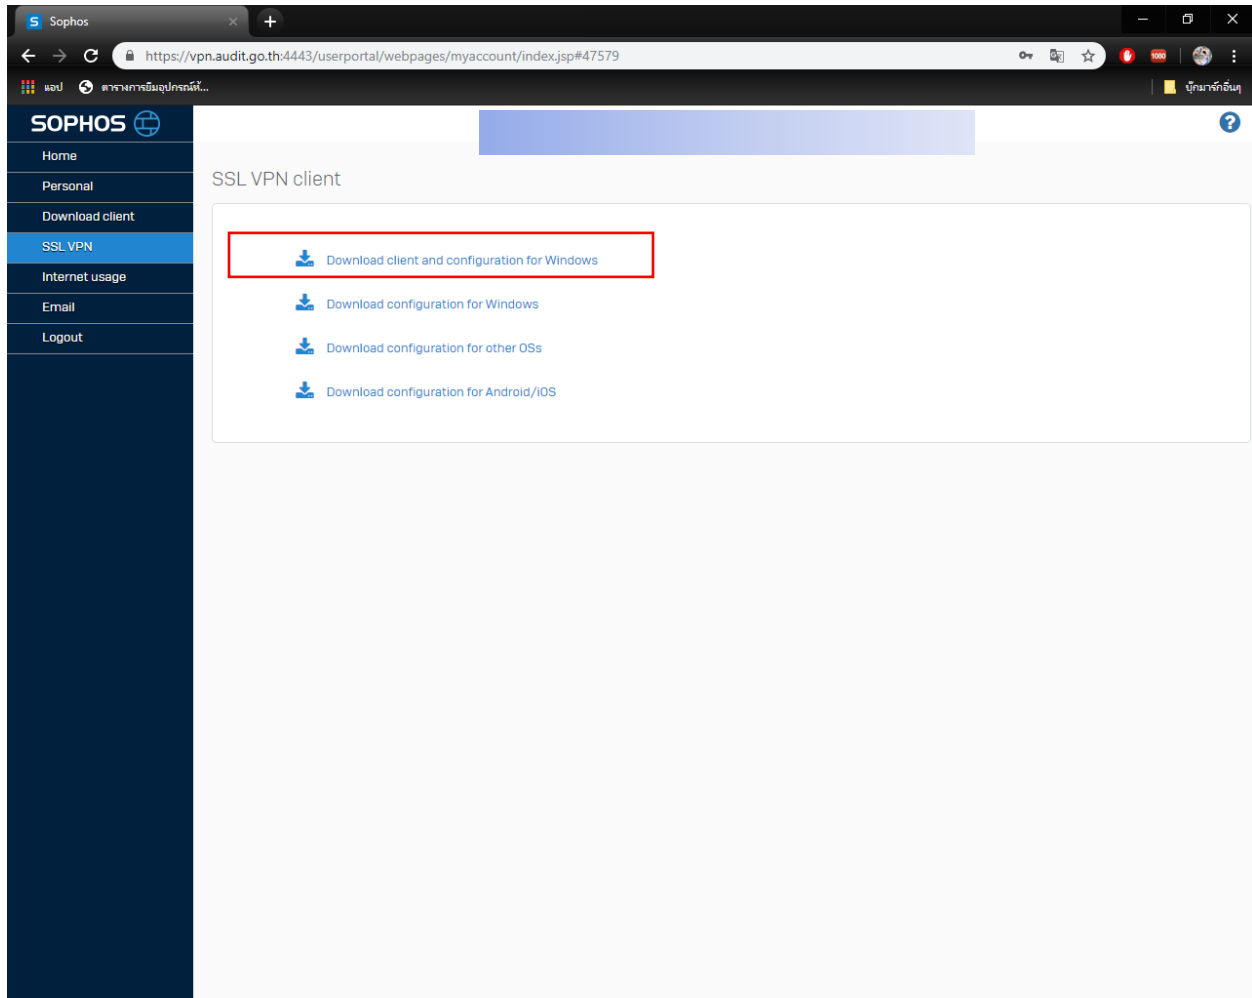 S Sophos
https://vpn.audit.go.th:4443/userportal/webpages/myaccount/index.jsp#47579
1080
แอป ตารางการยืมอุปกรณ์ที่... บุ๊กมาร์กอื่นๆ
SOPHOS
Home
Personal
Download client
SSL VPN
Internet usage
Email
Logout
SSL VPN client
Download client and configuration for Windows
Download configuration for Windows
Download configuration for other OSs
Download configuration for Android/iOS